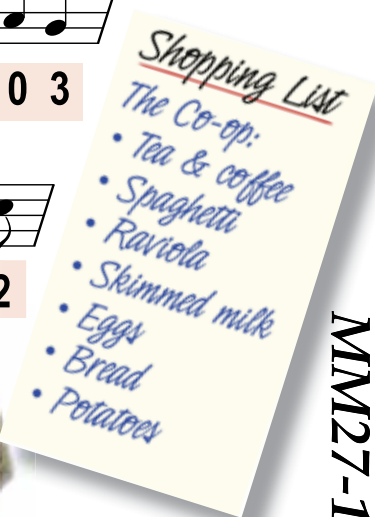 0 3
2
Shopping List
The Co-op:
• Tea & coffee
• Spaghetti
• Raviola
• Skimmed milk
• Eggs
• Bread
• Potatoes
MM27-1